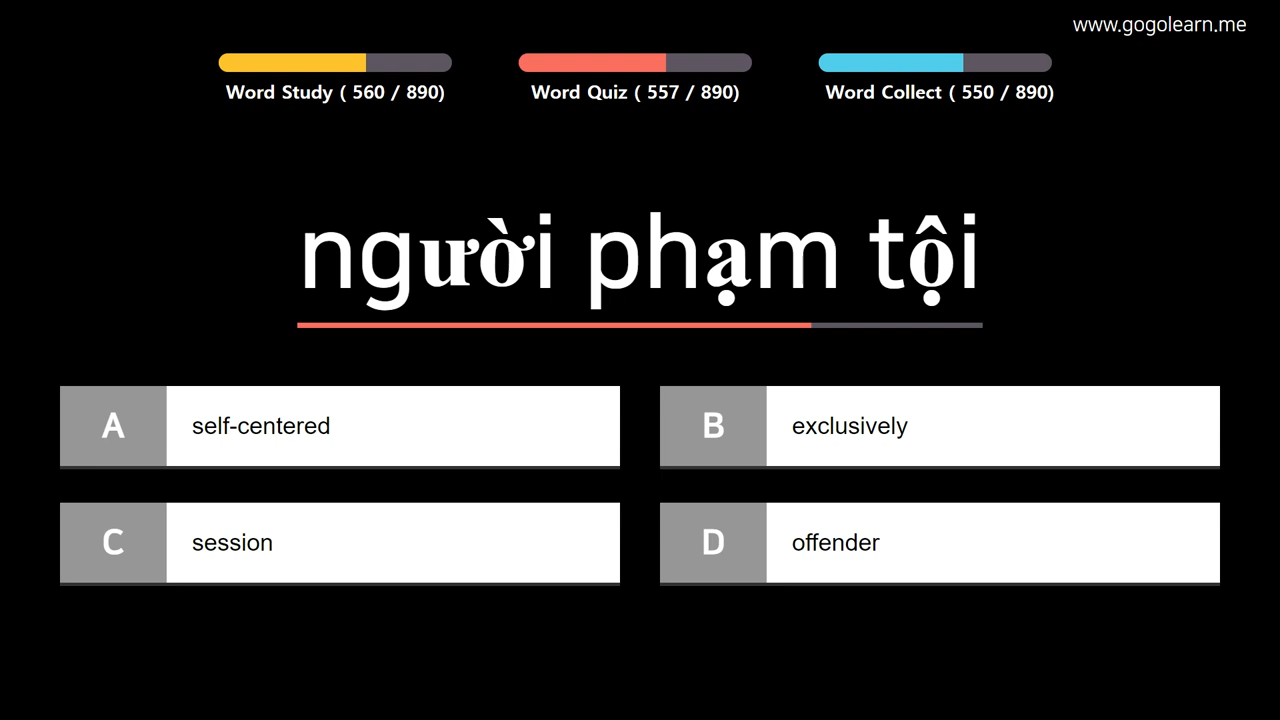 www.gogolearn.me
Word Study ( 560 / 890)
Word Quiz ( 557 / 890)
Word Collect ( 550 / 890)
người phạm tội
A
self-centered
B
exclusively
C
session
D
offender